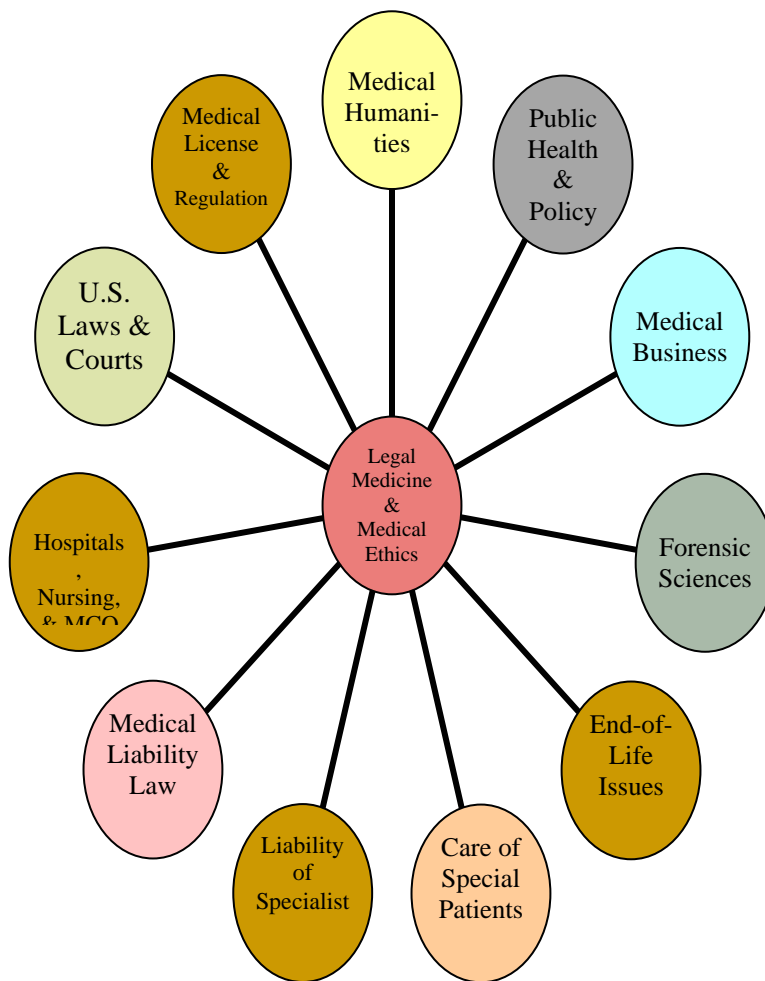 Medical
Humani-
ties
Public
Health
&
Policy
Medical
Business
Forensic
Sciences
End-of-
Life
Issues
Care of
Special
Patients
Liability
of
Specialist
Medical
Liability
Law
Hospitals
,
Nursing,
& MCO
U.S.
Laws &
Courts
Medical
License
&
Regulation
Legal
Medicine
&
Medical
Ethics